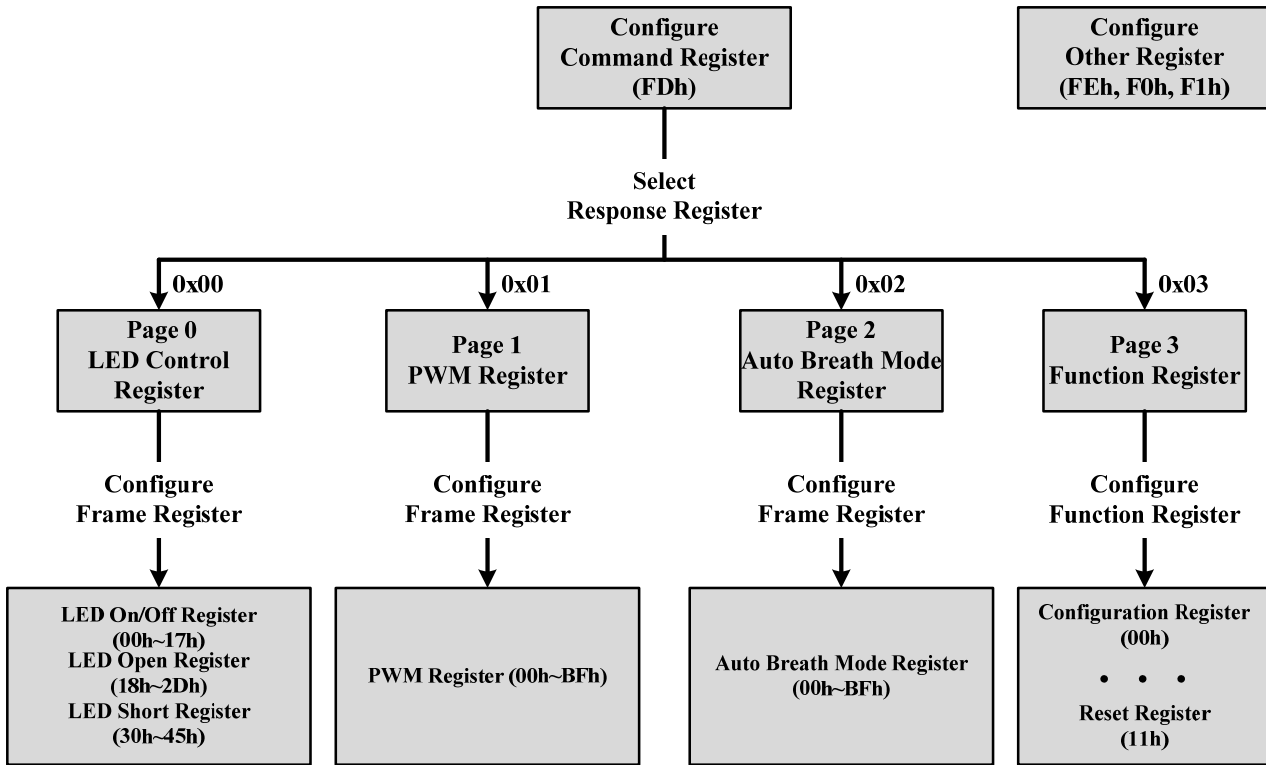 Configure
Command Register
(FDh)
Configure
Other Register
(FEh, F0h, F1h)
Select
Response Register
0x00
0x01
0x02
0x03
Page 0
LED Control
Register
Page 1
PWM Register
Page 2
Auto Breath Mode
Register
Page 3
Function Register
Configure
Frame Register
Configure
Frame Register
Configure
Frame Register
Configure
Function Register
LED On/Off Register
(00h~17h)
LED Open Register
(18h~2Dh)
LED Short Register
(30h~45h)
PWM Register (00h~BFh)
Auto Breath Mode Register
(00h~BFh)
Configuration Register
(00h)
• • •
Reset Register
(11h)